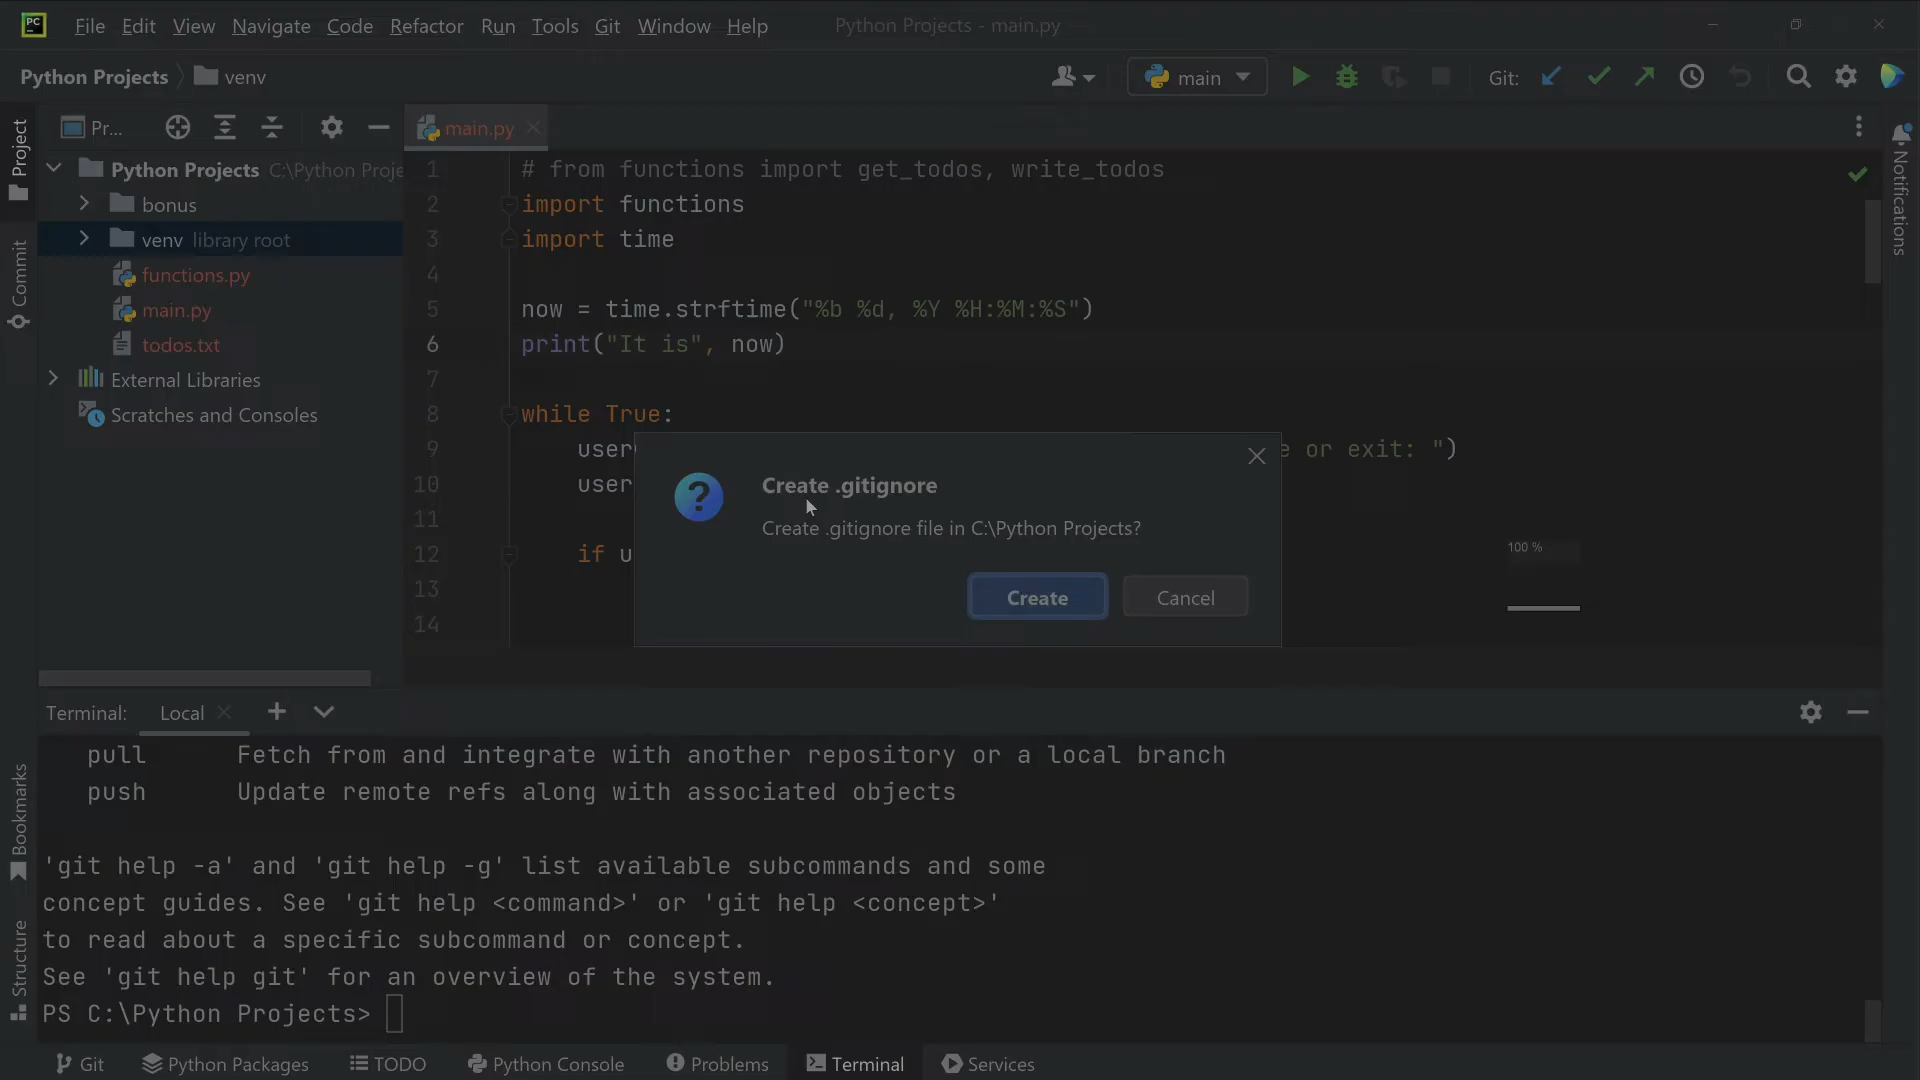 PC File Edit View Navigate Code Refactor Run Tools Git Window Help Python Projects - main.py
Python Projects venv main Git:
Project
Commit
Bookmarks
Structure
Pr...
Python Projects C:\Python Proje
bonus
venv library root
functions.py
main.py
todos.txt
External Libraries
Scratches and Consoles
main.py
1 # from functions import get_todos, write_todos
2 import functions
3 import time
4
5 now = time.strftime("%b %d, %Y %H:%M:%S")
6 print("It is", now)
7
8 while True:
9 user e or exit: ")
10 user
11
12 if u
13
14
Create .gitignore
Create .gitignore file in C:\Python Projects?
Create Cancel
100 %
Notifications
Terminal: Local
pull Fetch from and integrate with another repository or a local branch
push Update remote refs along with associated objects
'git help -a' and 'git help -g' list available subcommands and some
concept guides. See 'git help <command>' or 'git help <concept>'
to read about a specific subcommand or concept.
See 'git help git' for an overview of the system.
PS C:\Python Projects>
Git Python Packages TODO Python Console Problems Terminal Services